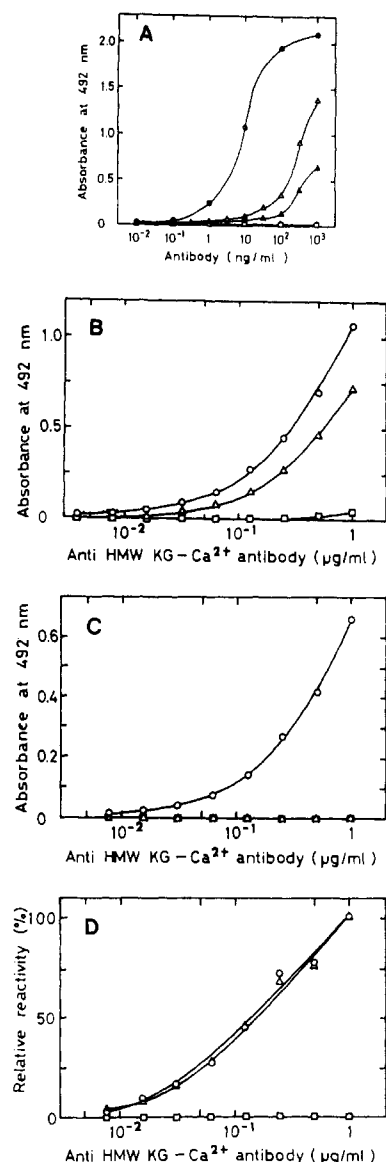 A
Absorbance at 492 nm
2.0
1.5
1.0
0.5
0
10⁻² 10⁻¹ 1 10 10² 10³
Antibody (ng/ml)
B
Absorbance at 492 nm
1.0
0.5
0
10⁻² 10⁻¹ 1
Anti HMW KG-Ca²⁺ antibody (µg/ml)
C
Absorbance at 492 nm
0.6
0.4
0.2
0
10⁻² 10⁻¹ 1
Anti HMW KG-Ca²⁺ antibody (µg/ml)
D
Relative reactivity (%)
100
50
0
10⁻² 10⁻¹ 1
Anti HMW KG-Ca²⁺ antibody (µg/ml)